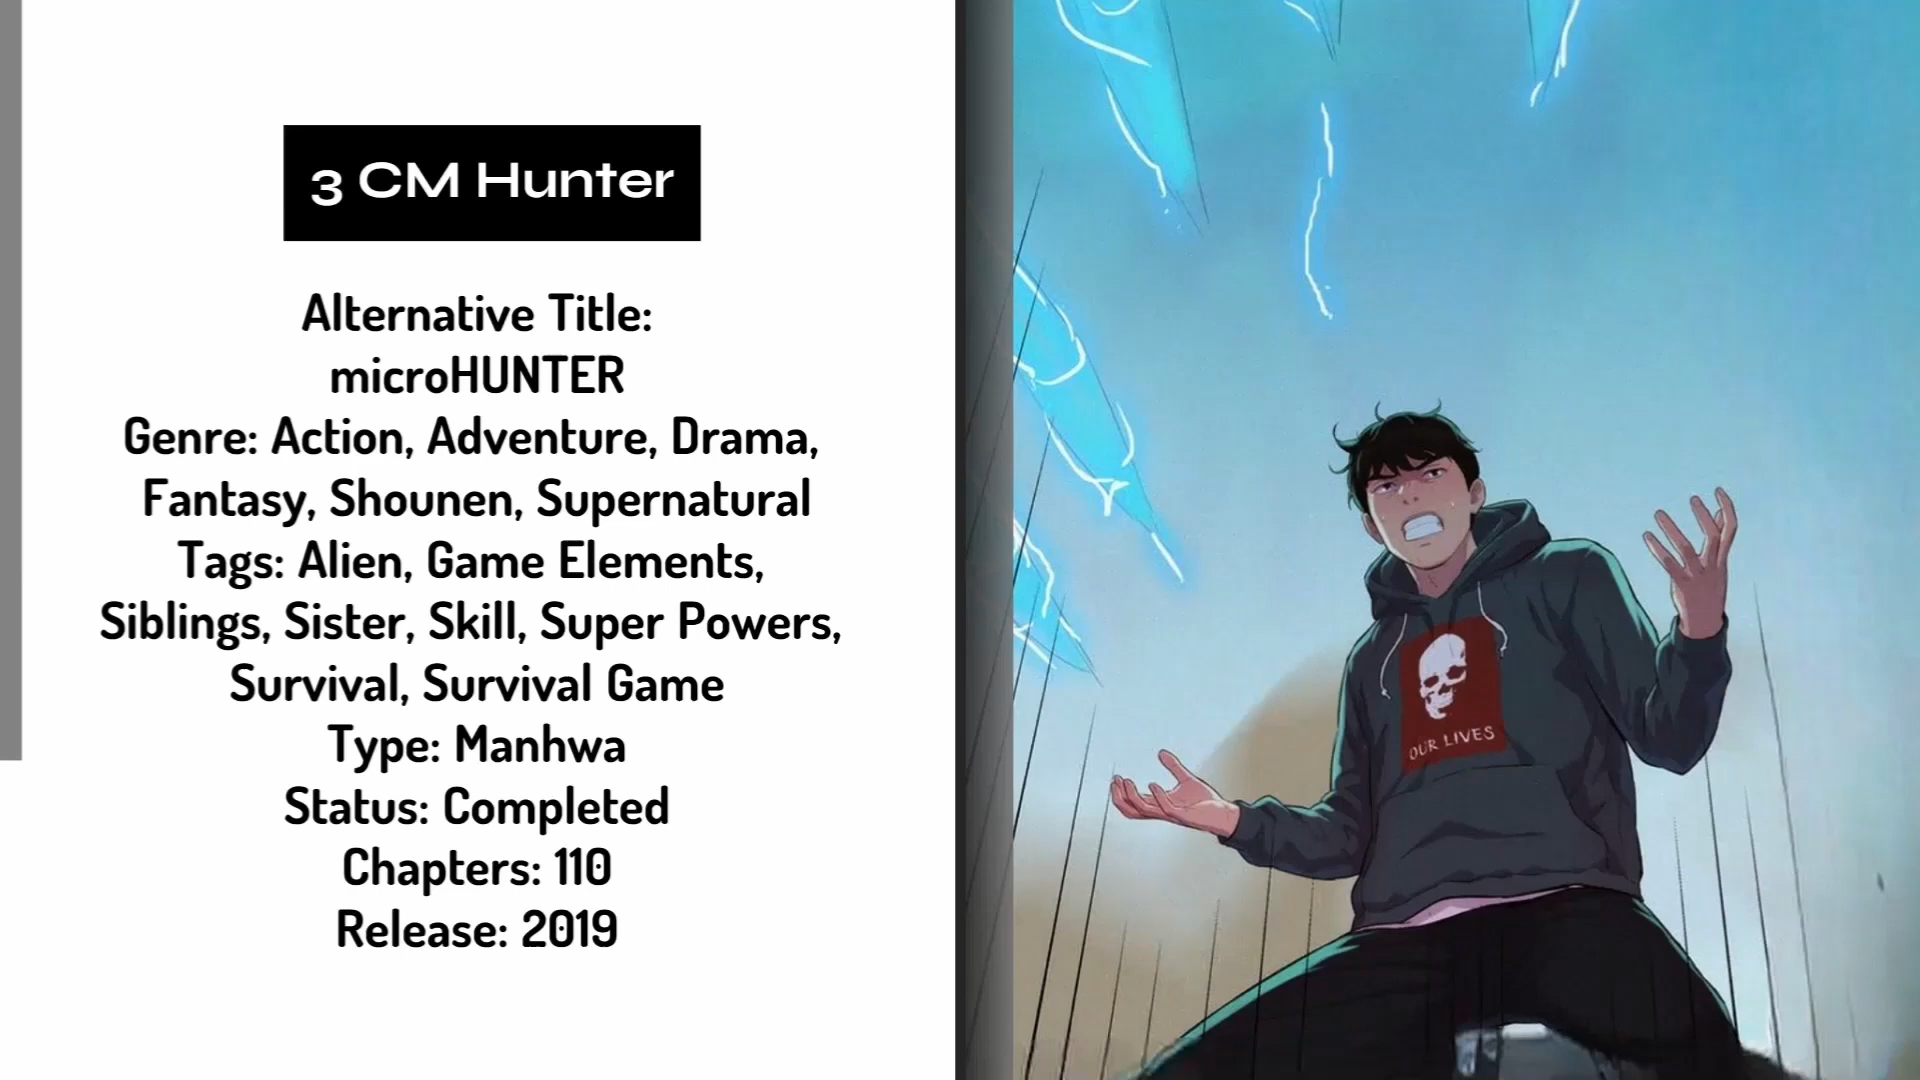 3 CM Hunter
Alternative Title:
microHUNTER
Genre: Action, Adventure, Drama,
Fantasy, Shounen, Supernatural
Tags: Alien, Game Elements,
Siblings, Sister, Skill, Super Powers,
Survival, Survival Game
Type: Manhwa
Status: Completed
Chapters: 110
Release: 2019
OUR LIVES